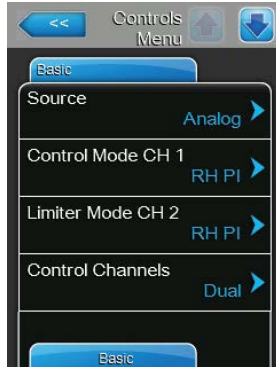 << Controls
Menu
Basic
Source
Analog
Control Mode CH 1
RH PI
Limiter Mode CH 2
RH PI
Control Channels
Dual
Basic